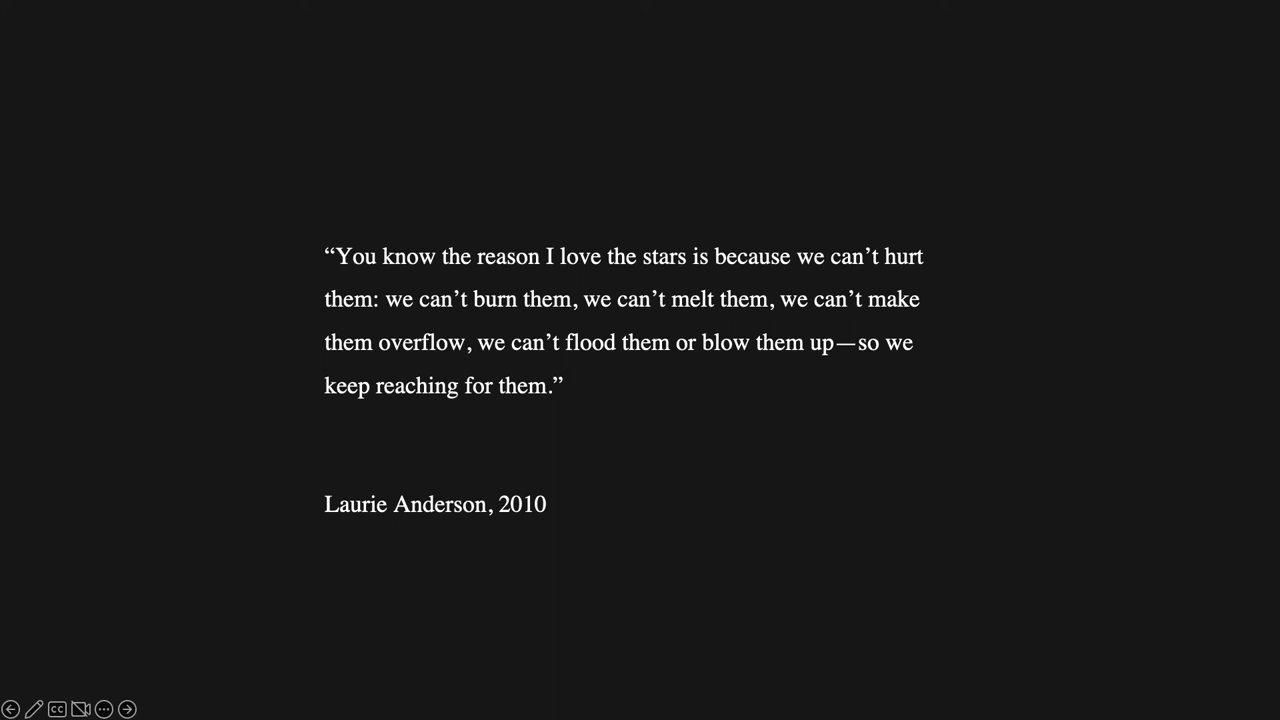 “You know the reason I love the stars is because we can’t hurt
them: we can’t burn them, we can’t melt them, we can’t make
them overflow, we can’t flood them or blow them up—so we
keep reaching for them.”
Laurie Anderson, 2010
CC